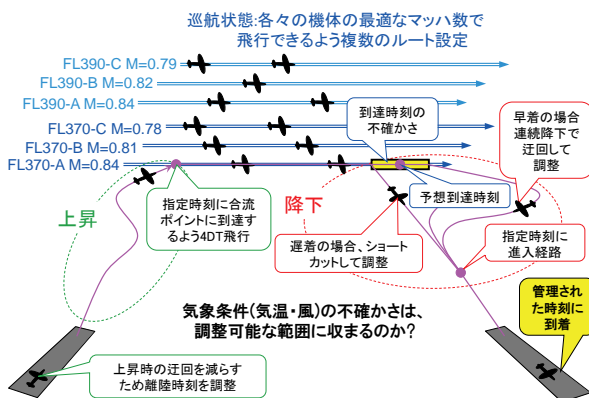 巡航状態:各々の機体の最適なマッハ数で
飛行できるよう複数のルート設定
FL390-C M=0.79
FL390-B M=0.82
FL390-A M=0.84
FL370-C M=0.78
FL370-B M=0.81
FL370-A M=0.84
到達時刻の
不確かさ
早着の場合
連続降下で
迂回して
調整
上昇
指定時刻に合流
ポイントに到達する
よう4DT飛行
降下
予想到達時刻
遅着の場合、ショート
カットして調整
指定時刻に
進入経路
気象条件(気温・風)の不確かさは、
調整可能な範囲に収まるのか?
管理され
た時刻に
到着
上昇時の迂回を減らす
ため離陸時刻を調整